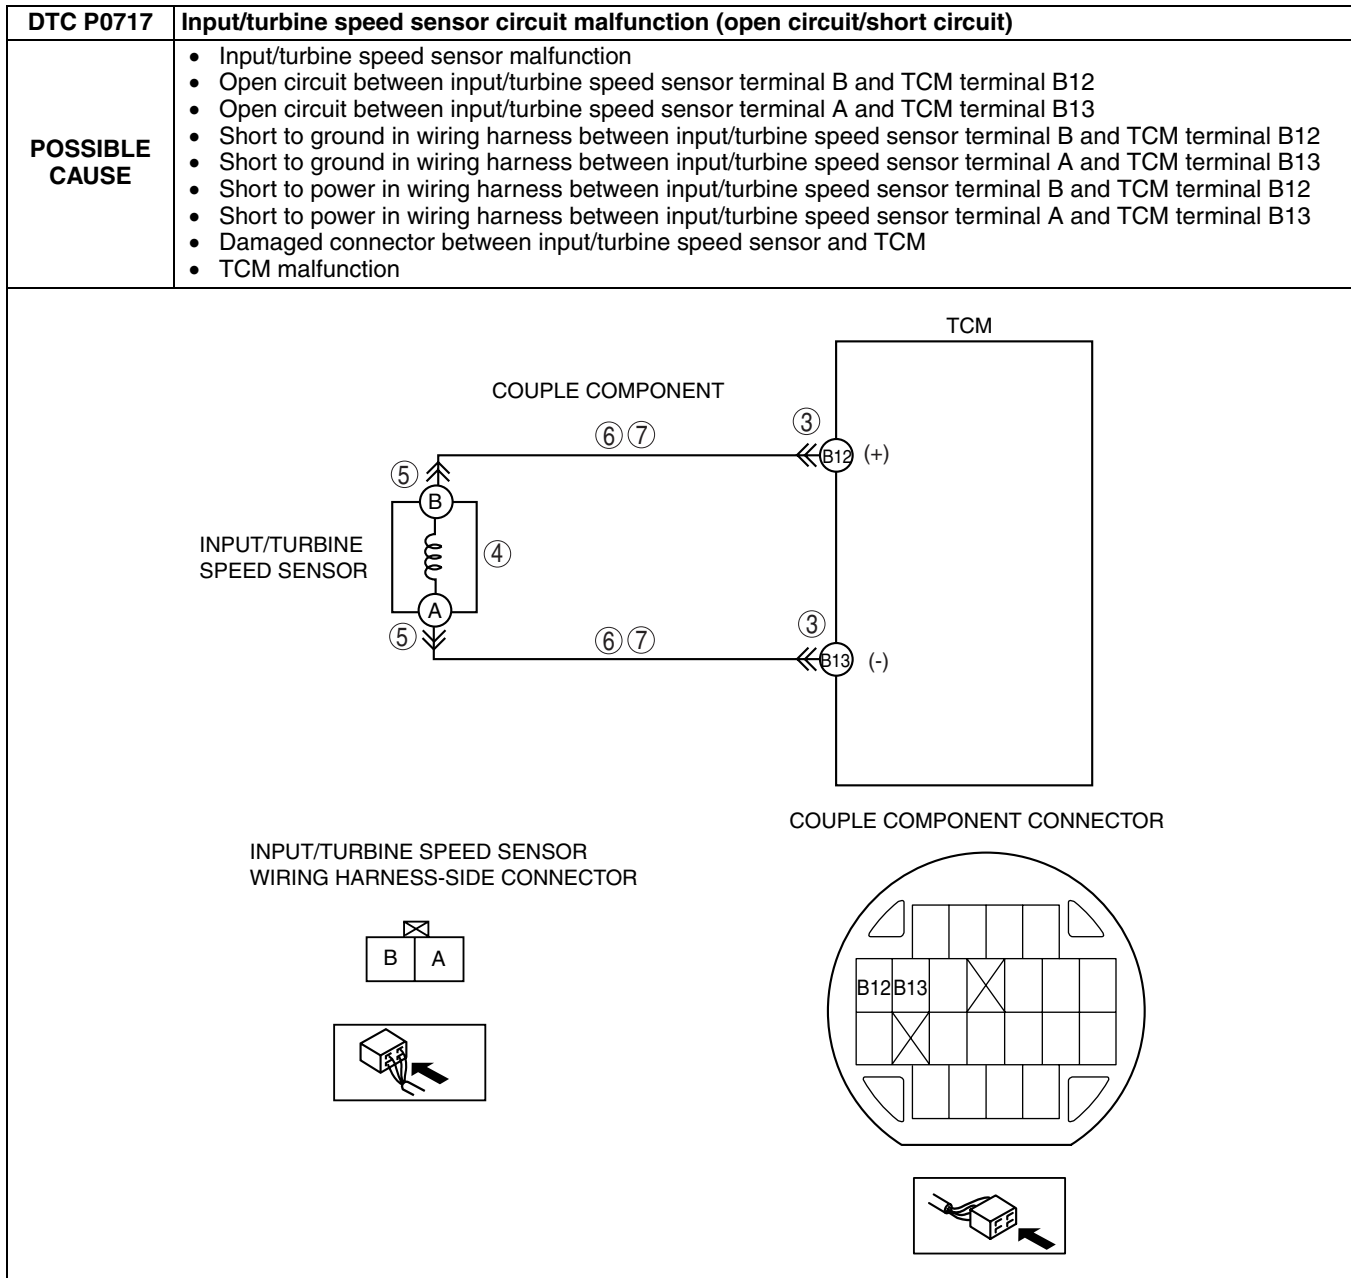 DTC P0717 Input/turbine speed sensor circuit malfunction (open circuit/short circuit)
POSSIBLE
CAUSE
• Input/turbine speed sensor malfunction
• Open circuit between input/turbine speed sensor terminal B and TCM terminal B12
• Open circuit between input/turbine speed sensor terminal A and TCM terminal B13
• Short to ground in wiring harness between input/turbine speed sensor terminal B and TCM terminal B12
• Short to ground in wiring harness between input/turbine speed sensor terminal A and TCM terminal B13
• Short to power in wiring harness between input/turbine speed sensor terminal B and TCM terminal B12
• Short to power in wiring harness between input/turbine speed sensor terminal A and TCM terminal B13
• Damaged connector between input/turbine speed sensor and TCM
• TCM malfunction
TCM
COUPLE COMPONENT
⑥⑦
③
B12 (+)
⑤
B
INPUT/TURBINE
SPEED SENSOR
④
A
⑤
⑥⑦
③
B13 (-)
COUPLE COMPONENT CONNECTOR
INPUT/TURBINE SPEED SENSOR
WIRING HARNESS-SIDE CONNECTOR
B A
B12 B13